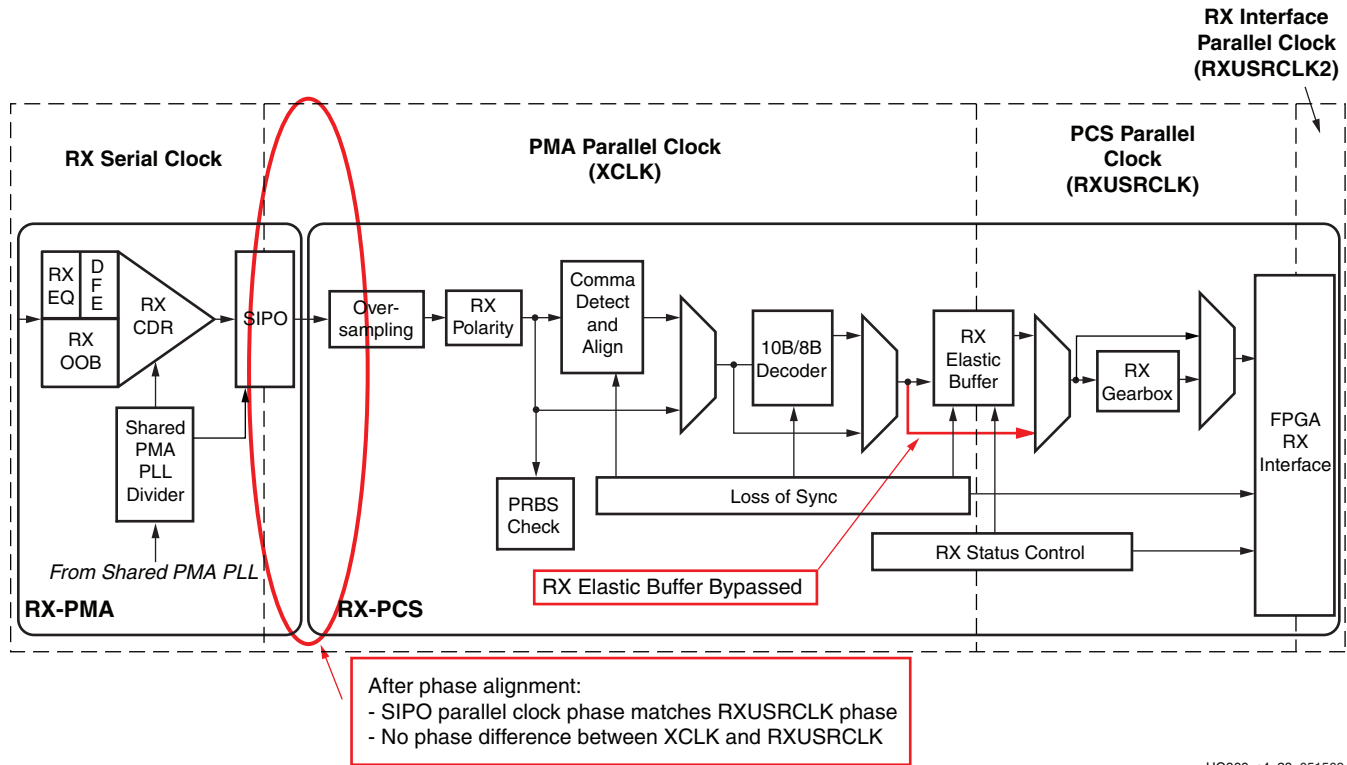 RX Interface
Parallel Clock
(RXUSRCLK2)
RX Serial Clock
PMA Parallel Clock
(XCLK)
PCS Parallel
Clock
(RXUSRCLK)
RX
EQ
D
F
E
RX
CDR
RX
OOB
SIPO
Shared
PMA
PLL
Divider
From Shared PMA PLL
RX-PMA
Over-
sampling
RX
Polarity
Comma
Detect
and
Align
10B/8B
Decoder
RX
Elastic
Buffer
RX
Gearbox
FPGA
RX
Interface
PRBS
Check
Loss of Sync
RX Status Control
RX Elastic Buffer Bypassed
RX-PCS
After phase alignment:
- SIPO parallel clock phase matches RXUSRCLK phase
- No phase difference between XCLK and RXUSRCLK